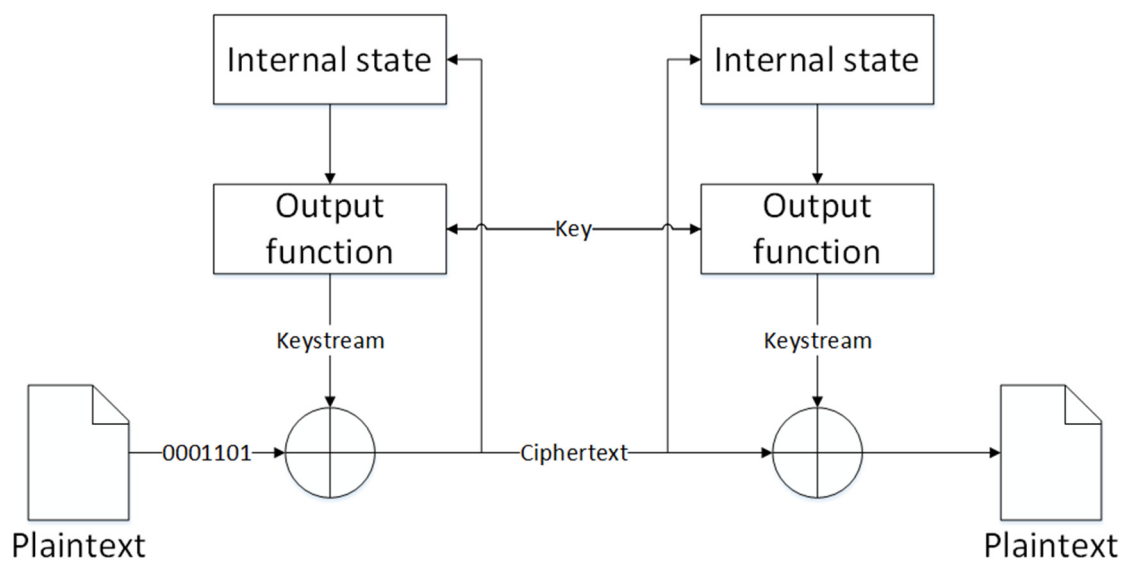 Internal state
Internal state
Output
function
Output
function
Key
Keystream
Keystream
0001101
Ciphertext
Plaintext
Plaintext